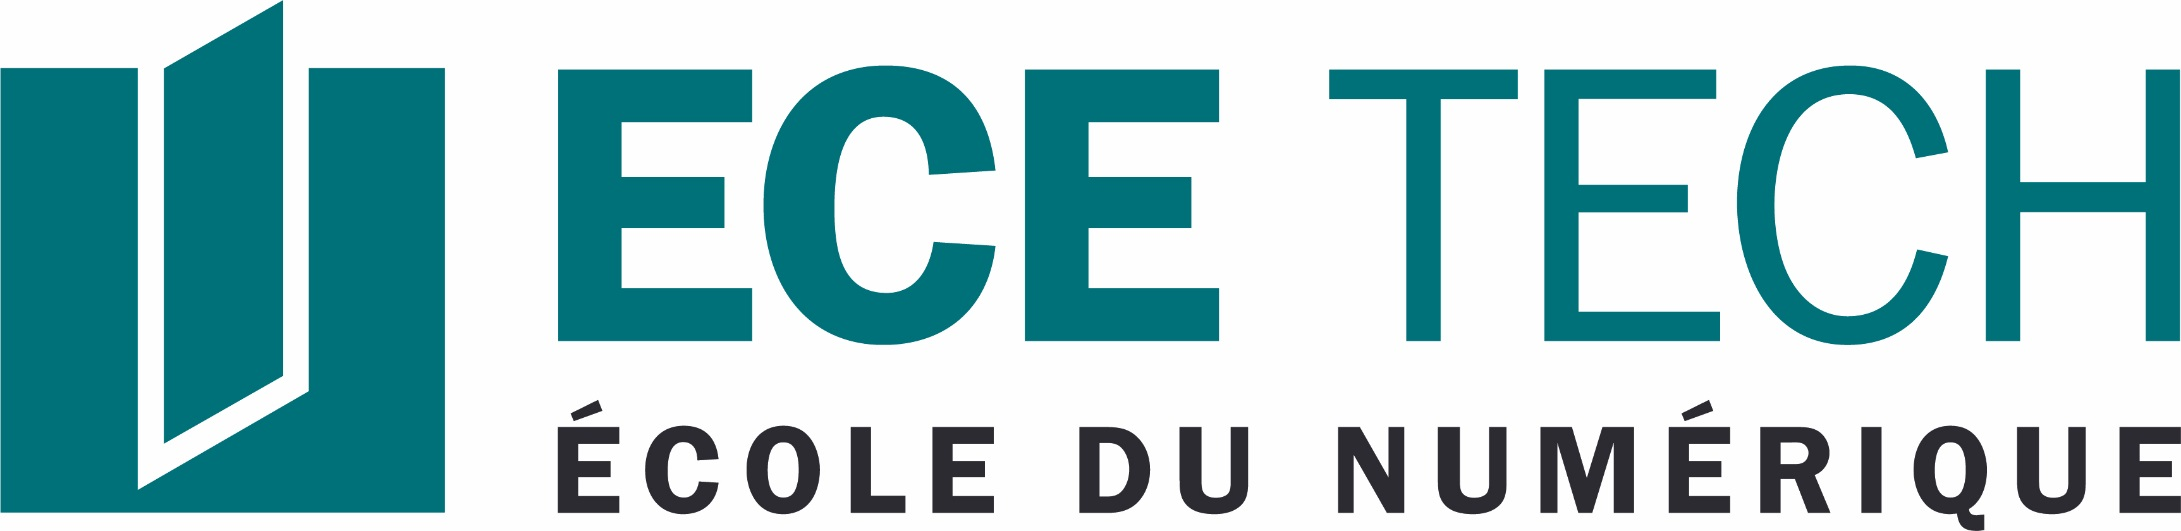 ECE TECH
ÉCOLE DU NUMÉRIQUE